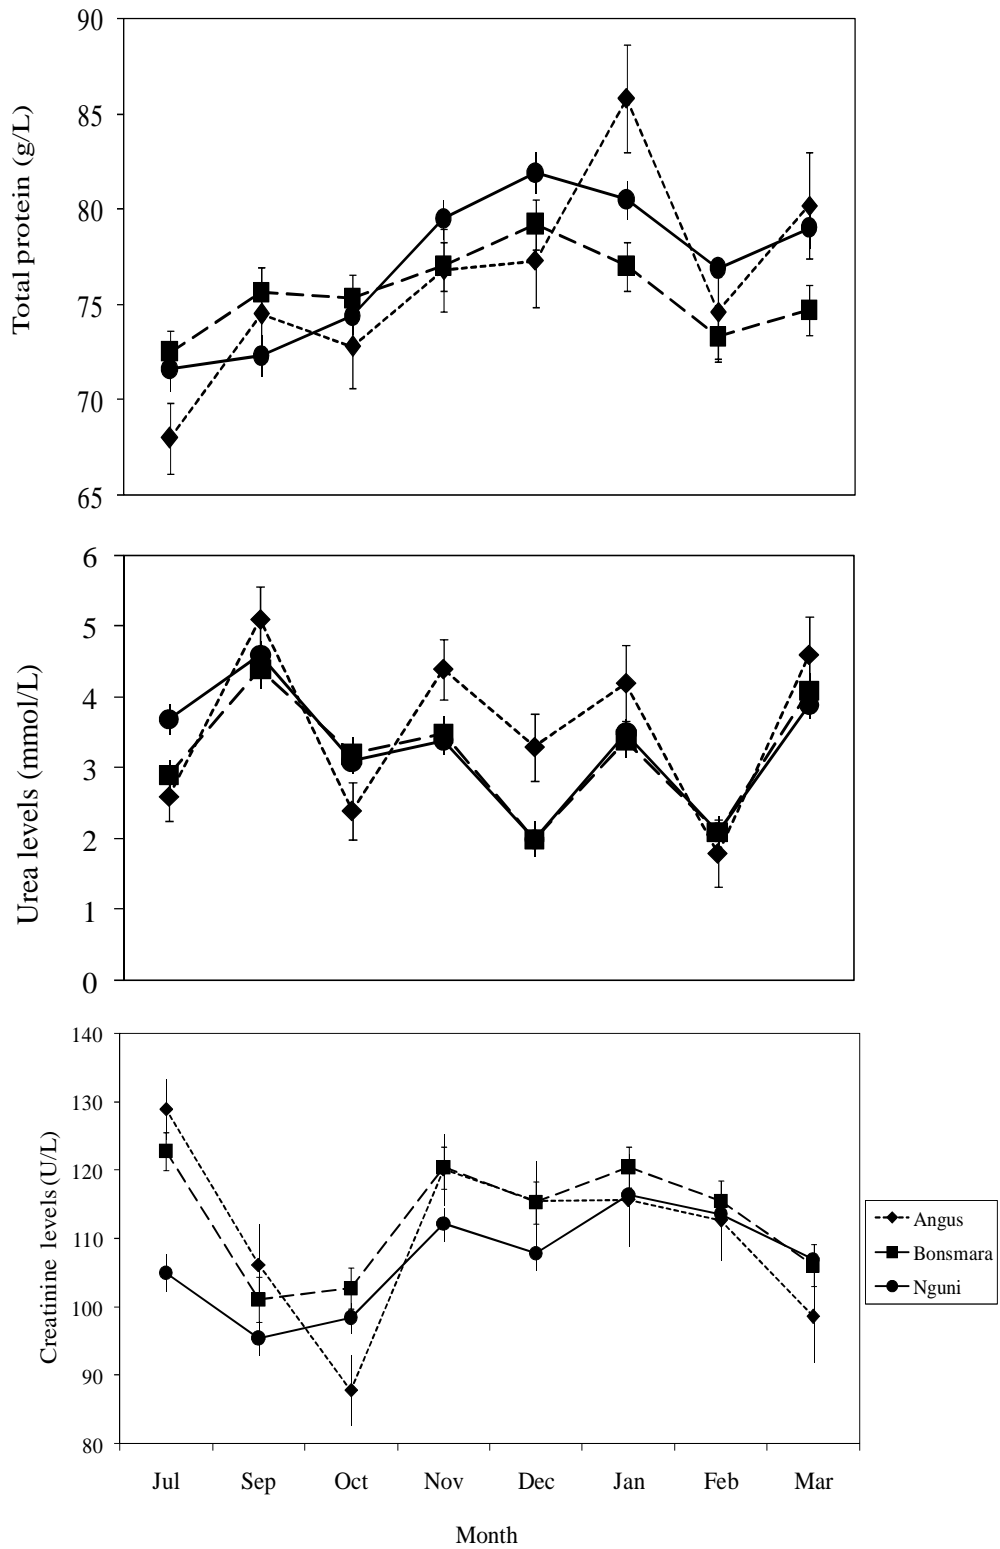 Total protein (g/L)
90
85
80
75
70
65
Urea levels (mmol/L)
6
5
4
3
2
1
0
Creatinine levels (U/L)
140
130
120
110
100
90
80
Jul Sep Oct Nov Dec Jan Feb Mar
Month
Angus
Bonsmara
Nguni